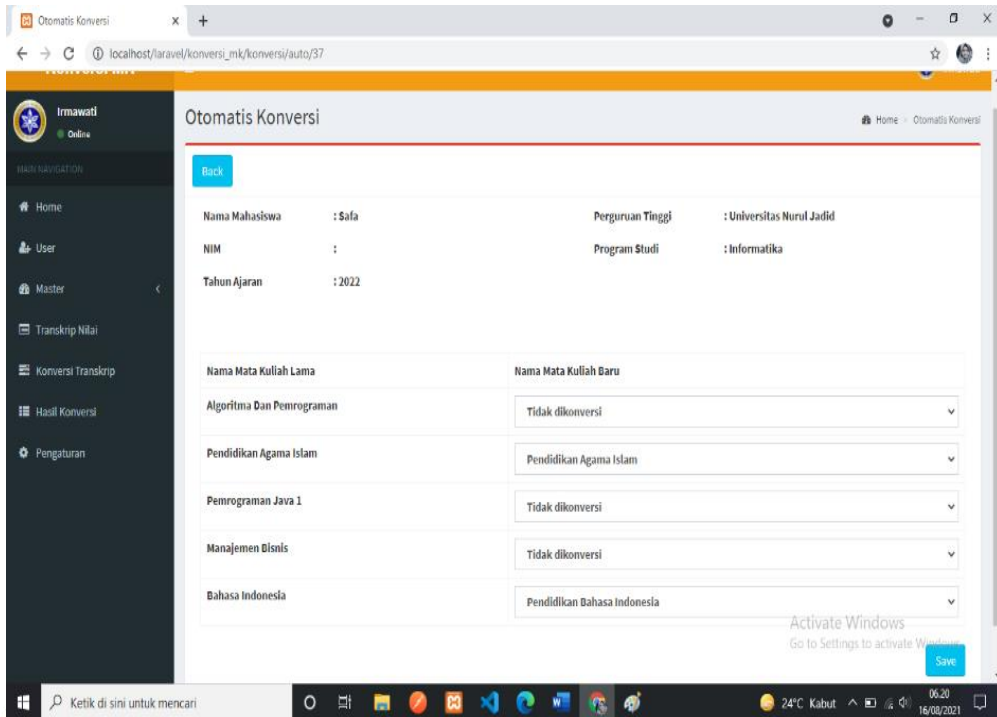 Otomatis Konversi
localhost/laravel/konversi_mk/konversi/auto/37
Irmawati
Online
MAIN NAVIGATION
Home
User
Master
Transkrip Nilai
Konversi Transkrip
Hasil Konversi
Pengaturan
Otomatis Konversi
Home > Otomatis Konversi
Back
Nama Mahasiswa : Safa Perguruan Tinggi : Universitas Nurul Jadid
NIM : Program Studi : Informatika
Tahun Ajaran : 2022
Nama Mata Kuliah Lama Nama Mata Kuliah Baru
Algoritma Dan Pemrograman Tidak dikonversi
Pendidikan Agama Islam Pendidikan Agama Islam
Pemrograman Java 1 Tidak dikonversi
Manajemen Bisnis Tidak dikonversi
Bahasa Indonesia Pendidikan Bahasa Indonesia
Activate Windows
Go to Settings to activate Windows.
Save
Ketik di sini untuk mencari
24°C Kabut
06.20
16/08/2021